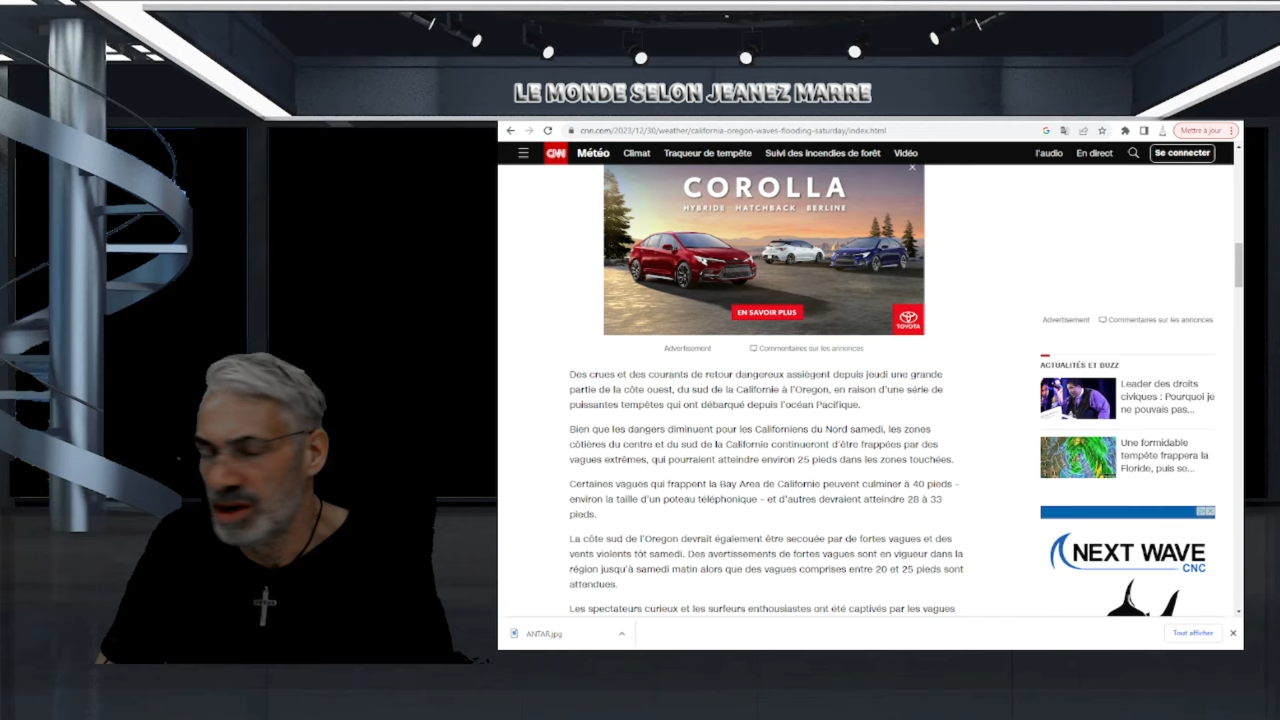 LE MONDE SELON JEANEZ MARRE
cnn.com/2023/12/30/weather/california-oregon-waves-flooding-saturday/index.html
Mettre à jour
CNN Météo Climat Traqueur de tempête Suivi des incendies de forêt Vidéo l'audio En direct Se connecter
COROLLA
HYBRIDE HATCHBACK BERLINE
EN SAVOIR PLUS
TOYOTA
Advertisement Commentaires sur les annonces
Des crues et des courants de retour dangereux assiègent depuis jeudi une grande
partie de la côte ouest, du sud de la Californie à l'Oregon, en raison d'une série de
puissantes tempêtes qui ont débarqué depuis l'océan Pacifique.
Bien que les dangers diminuent pour les Californiens du Nord samedi, les zones
côtières du centre et du sud de la Californie continueront d'être frappées par des
vagues extrêmes, qui pourraient atteindre environ 25 pieds dans les zones touchées.
Certaines vagues qui frappent la Bay Area de Californie peuvent culminer à 40 pieds -
environ la taille d'un poteau téléphonique - et d'autres devraient atteindre 28 à 33
pieds.
La côte sud de l'Oregon devrait également être secouée par de fortes vagues et des
vents violents tôt samedi. Des avertissements de fortes vagues sont en vigueur dans la
région jusqu'à samedi matin alors que des vagues comprises entre 20 et 25 pieds sont
attendues.
Les spectateurs curieux et les surfeurs enthousiastes ont été captivés par les vagues
Advertisement Commentaires sur les annonces
ACTUALITÉS ET BUZZ
Leader des droits
civiques : Pourquoi je
ne pouvais pas...
Une formidable
tempête frappera la
Floride, puis se...
NEXT WAVE
CNC
ANTAR.jpg
Tout afficher